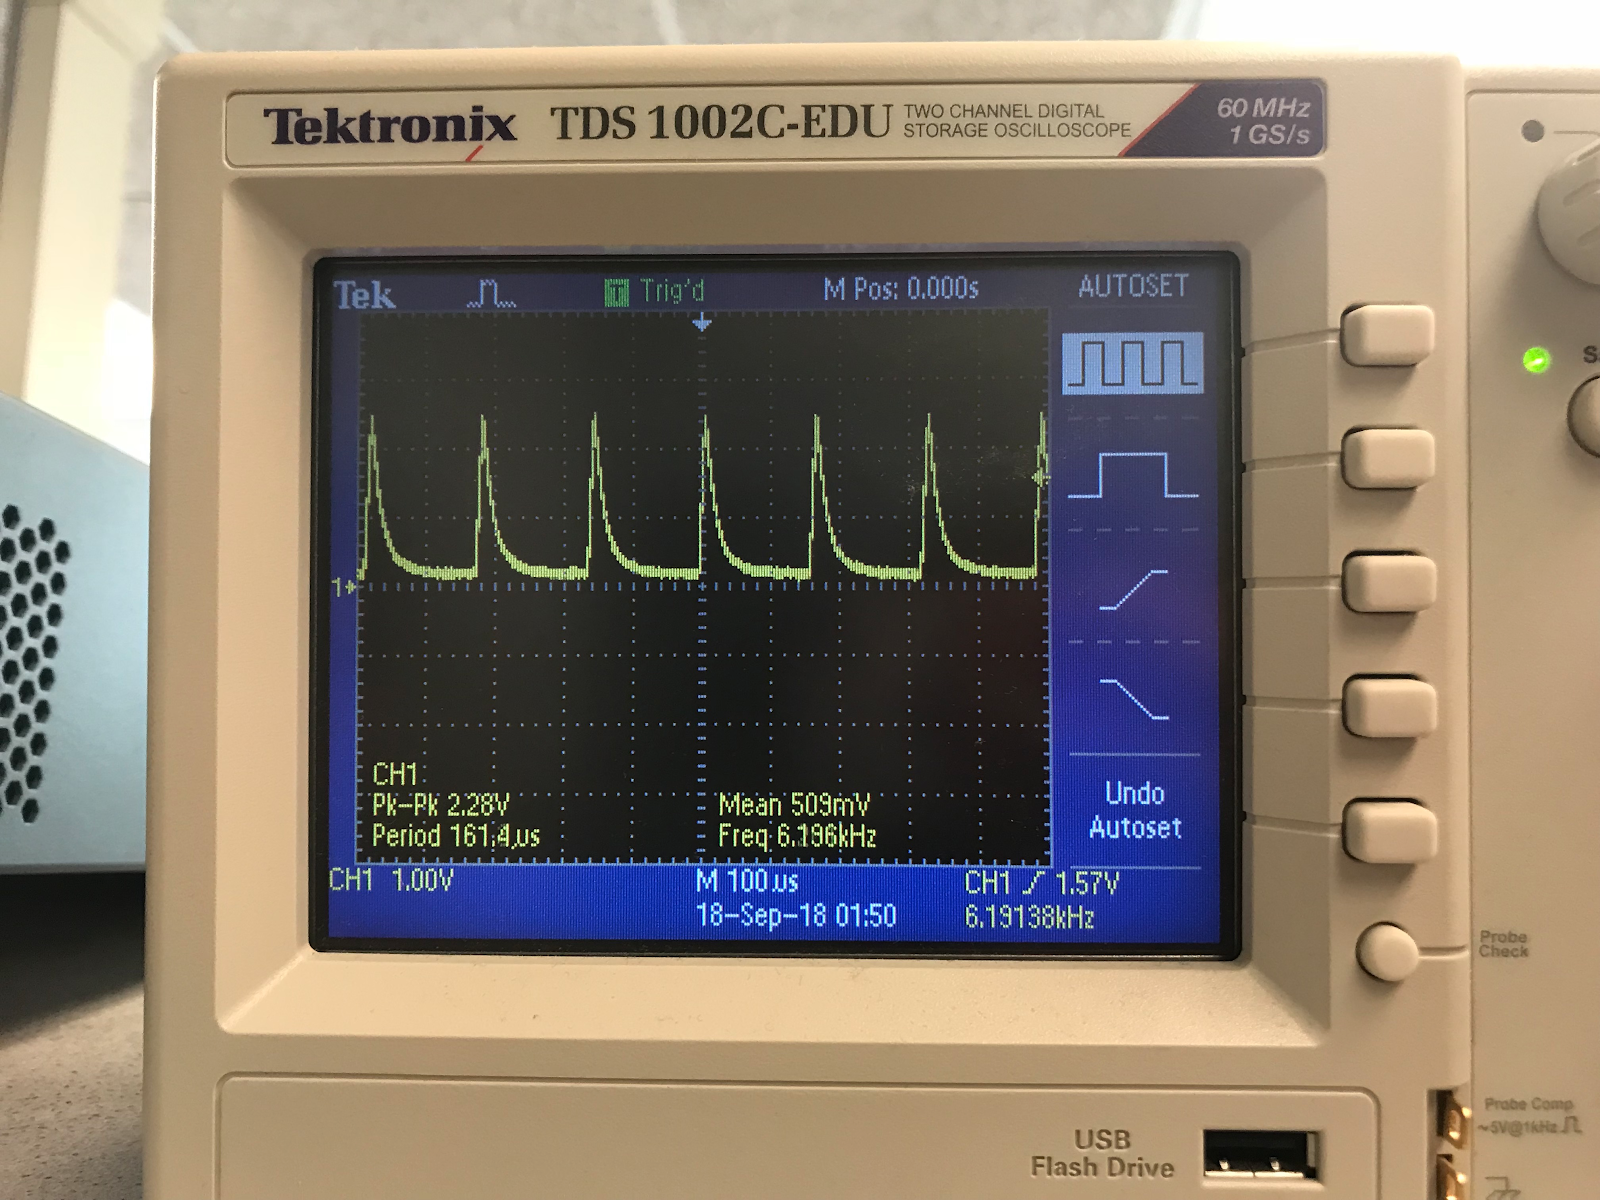 Tektronix TDS 1002C-EDU TWO CHANNEL DIGITAL STORAGE OSCILLOSCOPE
60 MHz
1 GS/s
Tek Trig'd M Pos: 0.000s AUTOSET
1
CH1
Pk-Pk 2.28V Mean 509mV
Period 161.4µs Freq 6.196kHz
Undo
Autoset
CH1 1.00V M 100µs CH1 1.57V
18-Sep-18 01:50 6.19138kHz
Probe
Check
Probe Comp
~5V@1kHz
USB
Flash Drive